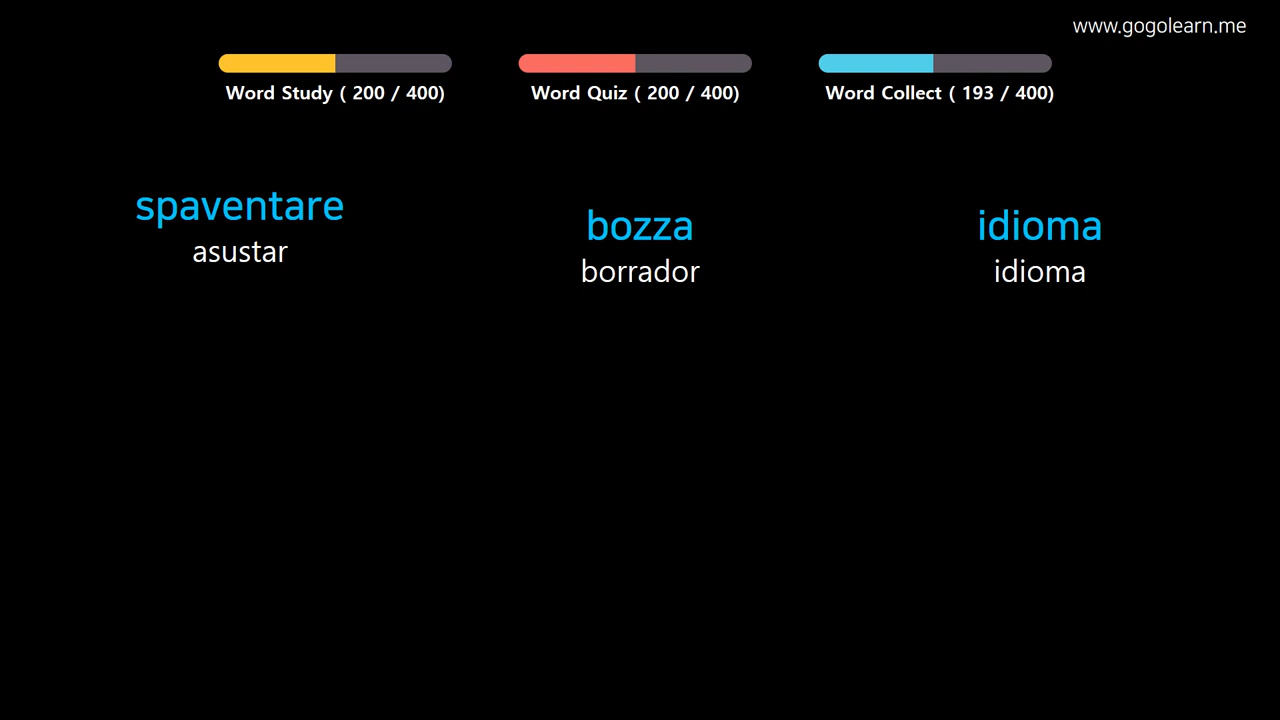 www.gogolearn.me
Word Study ( 200 / 400)
Word Quiz ( 200 / 400)
Word Collect ( 193 / 400)
spaventare
asustar
bozza
borrador
idioma
idioma